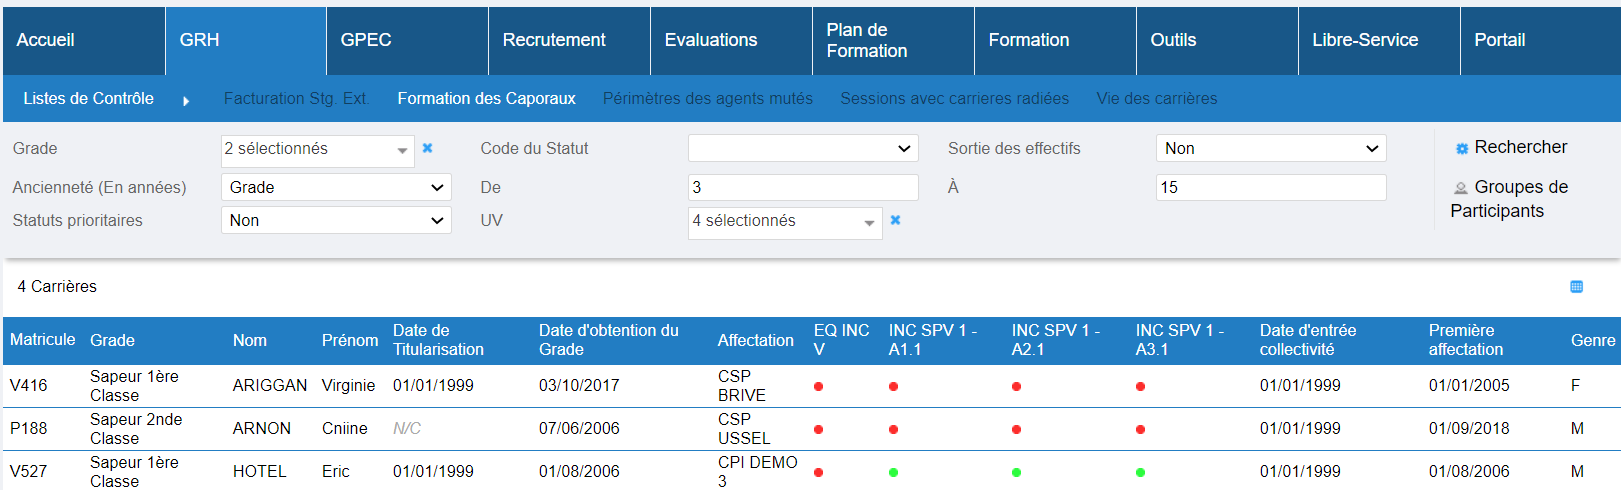 Accueil
GRH
GPEC
Recrutement
Evaluations
Plan de
Formation
Formation
Outils
Libre-Service
Portail
Listes de Contrôle
Facturation Stg. Ext.
Formation des Caporaux
Périmètres des agents mutés
Sessions avec carrieres radiées
Vie des carrières
Grade
2 sélectionnés
Code du Statut
Sortie des effectifs
Non
Rechercher
Ancienneté (En années)
Grade
De
3
À
15
Groupes de
Participants
Statuts prioritaires
Non
UV
4 sélectionnés
4 Carrières
Matricule
Grade
Nom
Prénom
Date de
Titularisation
Date d'obtention du
Grade
Affectation
EQ INC
V
INC SPV 1 -
A1.1
INC SPV 1 -
A2.1
INC SPV 1 -
A3.1
Date d'entrée
collectivité
Première
affectation
Genre
V416
Sapeur 1ère
Classe
ARIGGAN
Virginie
01/01/1999
03/10/2017
CSP
BRIVE
01/01/1999
01/01/2005
F
P188
Sapeur 2nde
Classe
ARNON
Cniine
N/C
07/06/2006
CSP
USSEL
01/01/1999
01/09/2018
M
V527
Sapeur 1ère
Classe
HOTEL
Eric
01/01/1999
01/08/2006
CPI DEMO
3
01/01/1999
01/08/2006
M